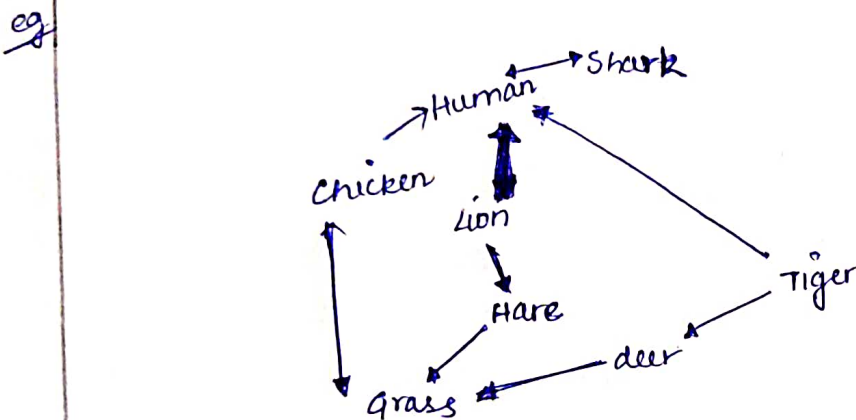 eg
Shark
Human
Chicken
Lion
Tiger
Hare
deer
Grass